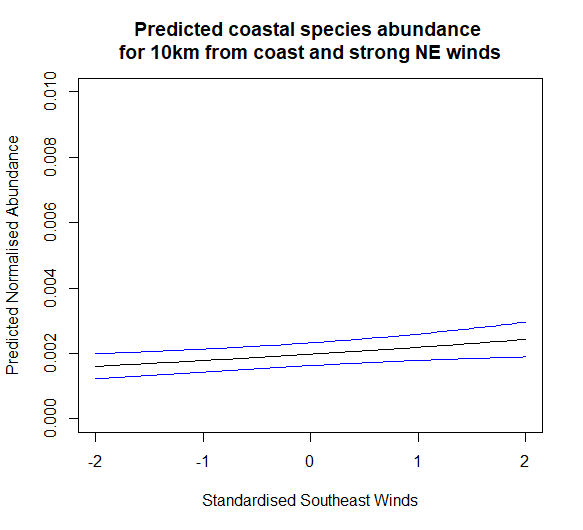 Predicted coastal species abundance
for 10km from coast and strong NE winds
Predicted Normalised Abundance
0.010
0.008
0.006
0.004
0.002
0.000
-2 -1 0 1 2
Standardised Southeast Winds